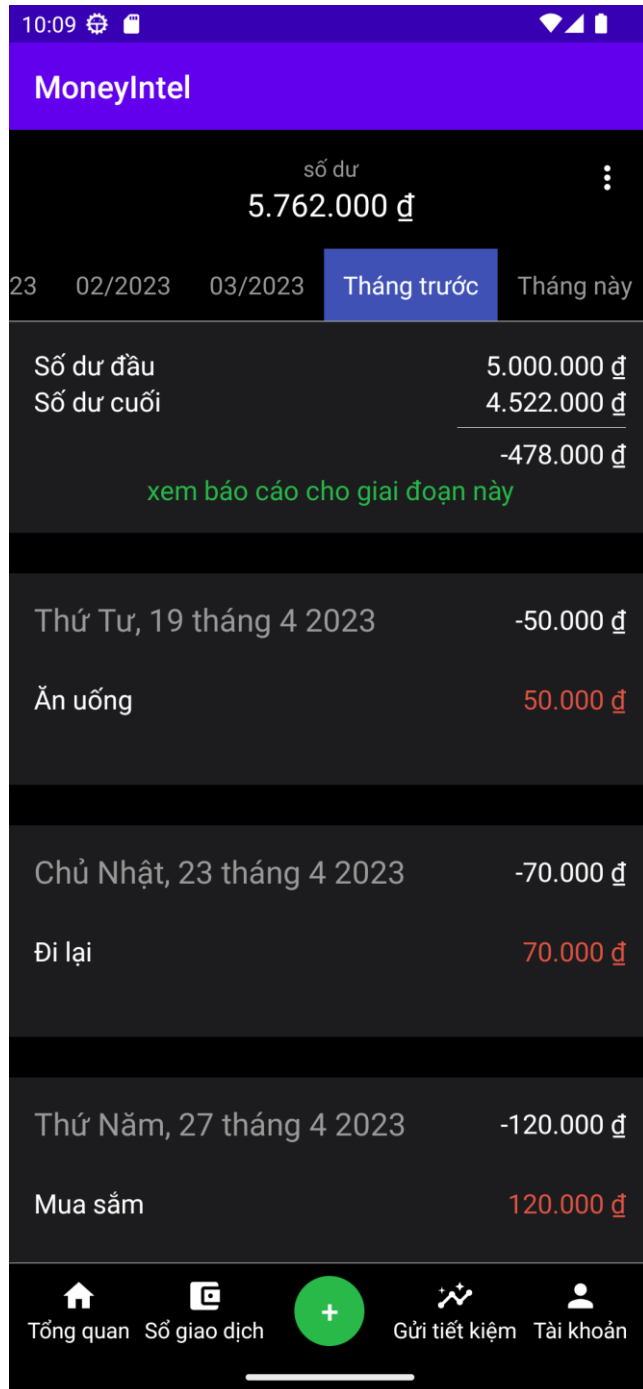 10:09
MoneyIntel
số dư
5.762.000 ₫
23 02/2023 03/2023 Tháng trước Tháng này
Số dư đầu 5.000.000 ₫
Số dư cuối 4.522.000 ₫
-478.000 ₫
xem báo cáo cho giai đoạn này
Thứ Tư, 19 tháng 4 2023 -50.000 ₫
Ăn uống 50.000 ₫
Chủ Nhật, 23 tháng 4 2023 -70.000 ₫
Đi lại 70.000 ₫
Thứ Năm, 27 tháng 4 2023 -120.000 ₫
Mua sắm 120.000 ₫
+
Tổng quan Sổ giao dịch Gửi tiết kiệm Tài khoản